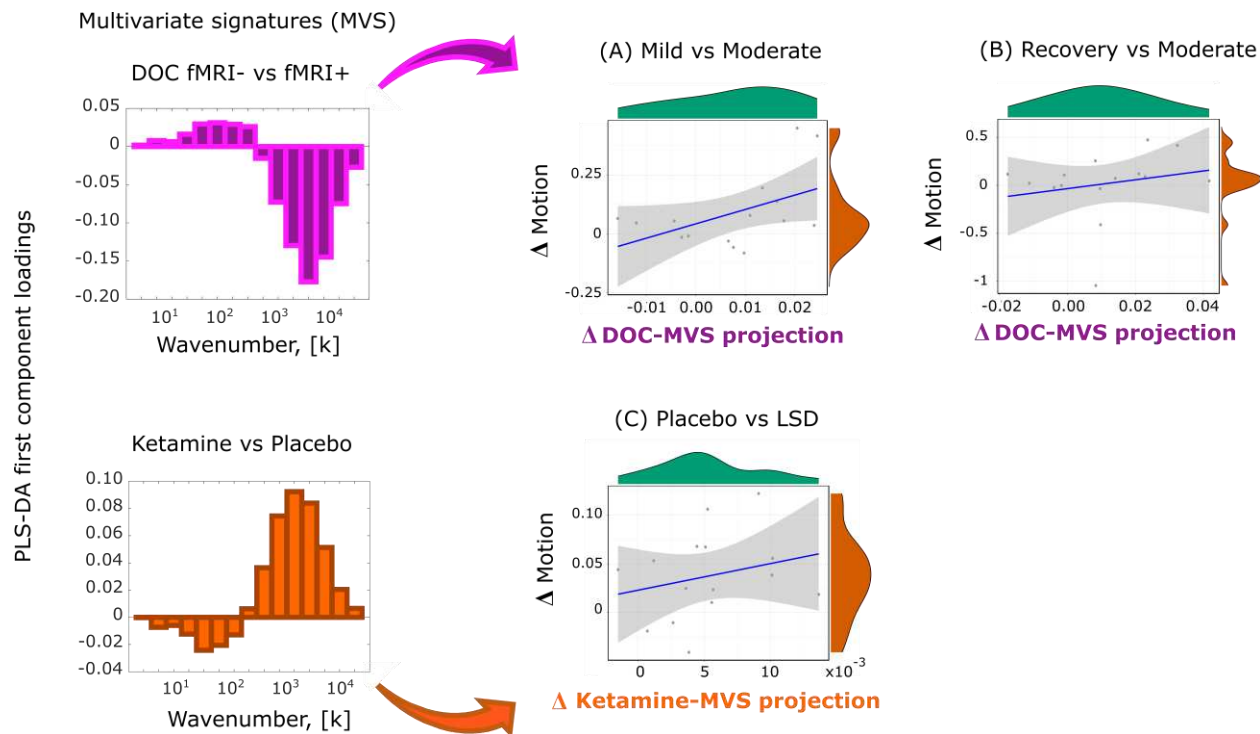 Multivariate signatures (MVS)
DOC fMRI- vs fMRI+
0.05
0
-0.05
-0.10
-0.15
-0.20
10¹ 10² 10³ 10⁴
Wavenumber, [k]
(A) Mild vs Moderate
Δ Motion
0.25
0
-0.25
-0.01 0.00 0.01 0.02
Δ DOC-MVS projection
(B) Recovery vs Moderate
Δ Motion
0.5
0
-0.5
-1
-0.02 0.00 0.02 0.04
Δ DOC-MVS projection
PLS-DA first component loadings
Ketamine vs Placebo
0.10
0.08
0.06
0.04
0.02
0
-0.02
-0.04
10¹ 10² 10³ 10⁴
Wavenumber, [k]
(C) Placebo vs LSD
Δ Motion
0.10
0.05
0
0 5 10 x10⁻³
Δ Ketamine-MVS projection